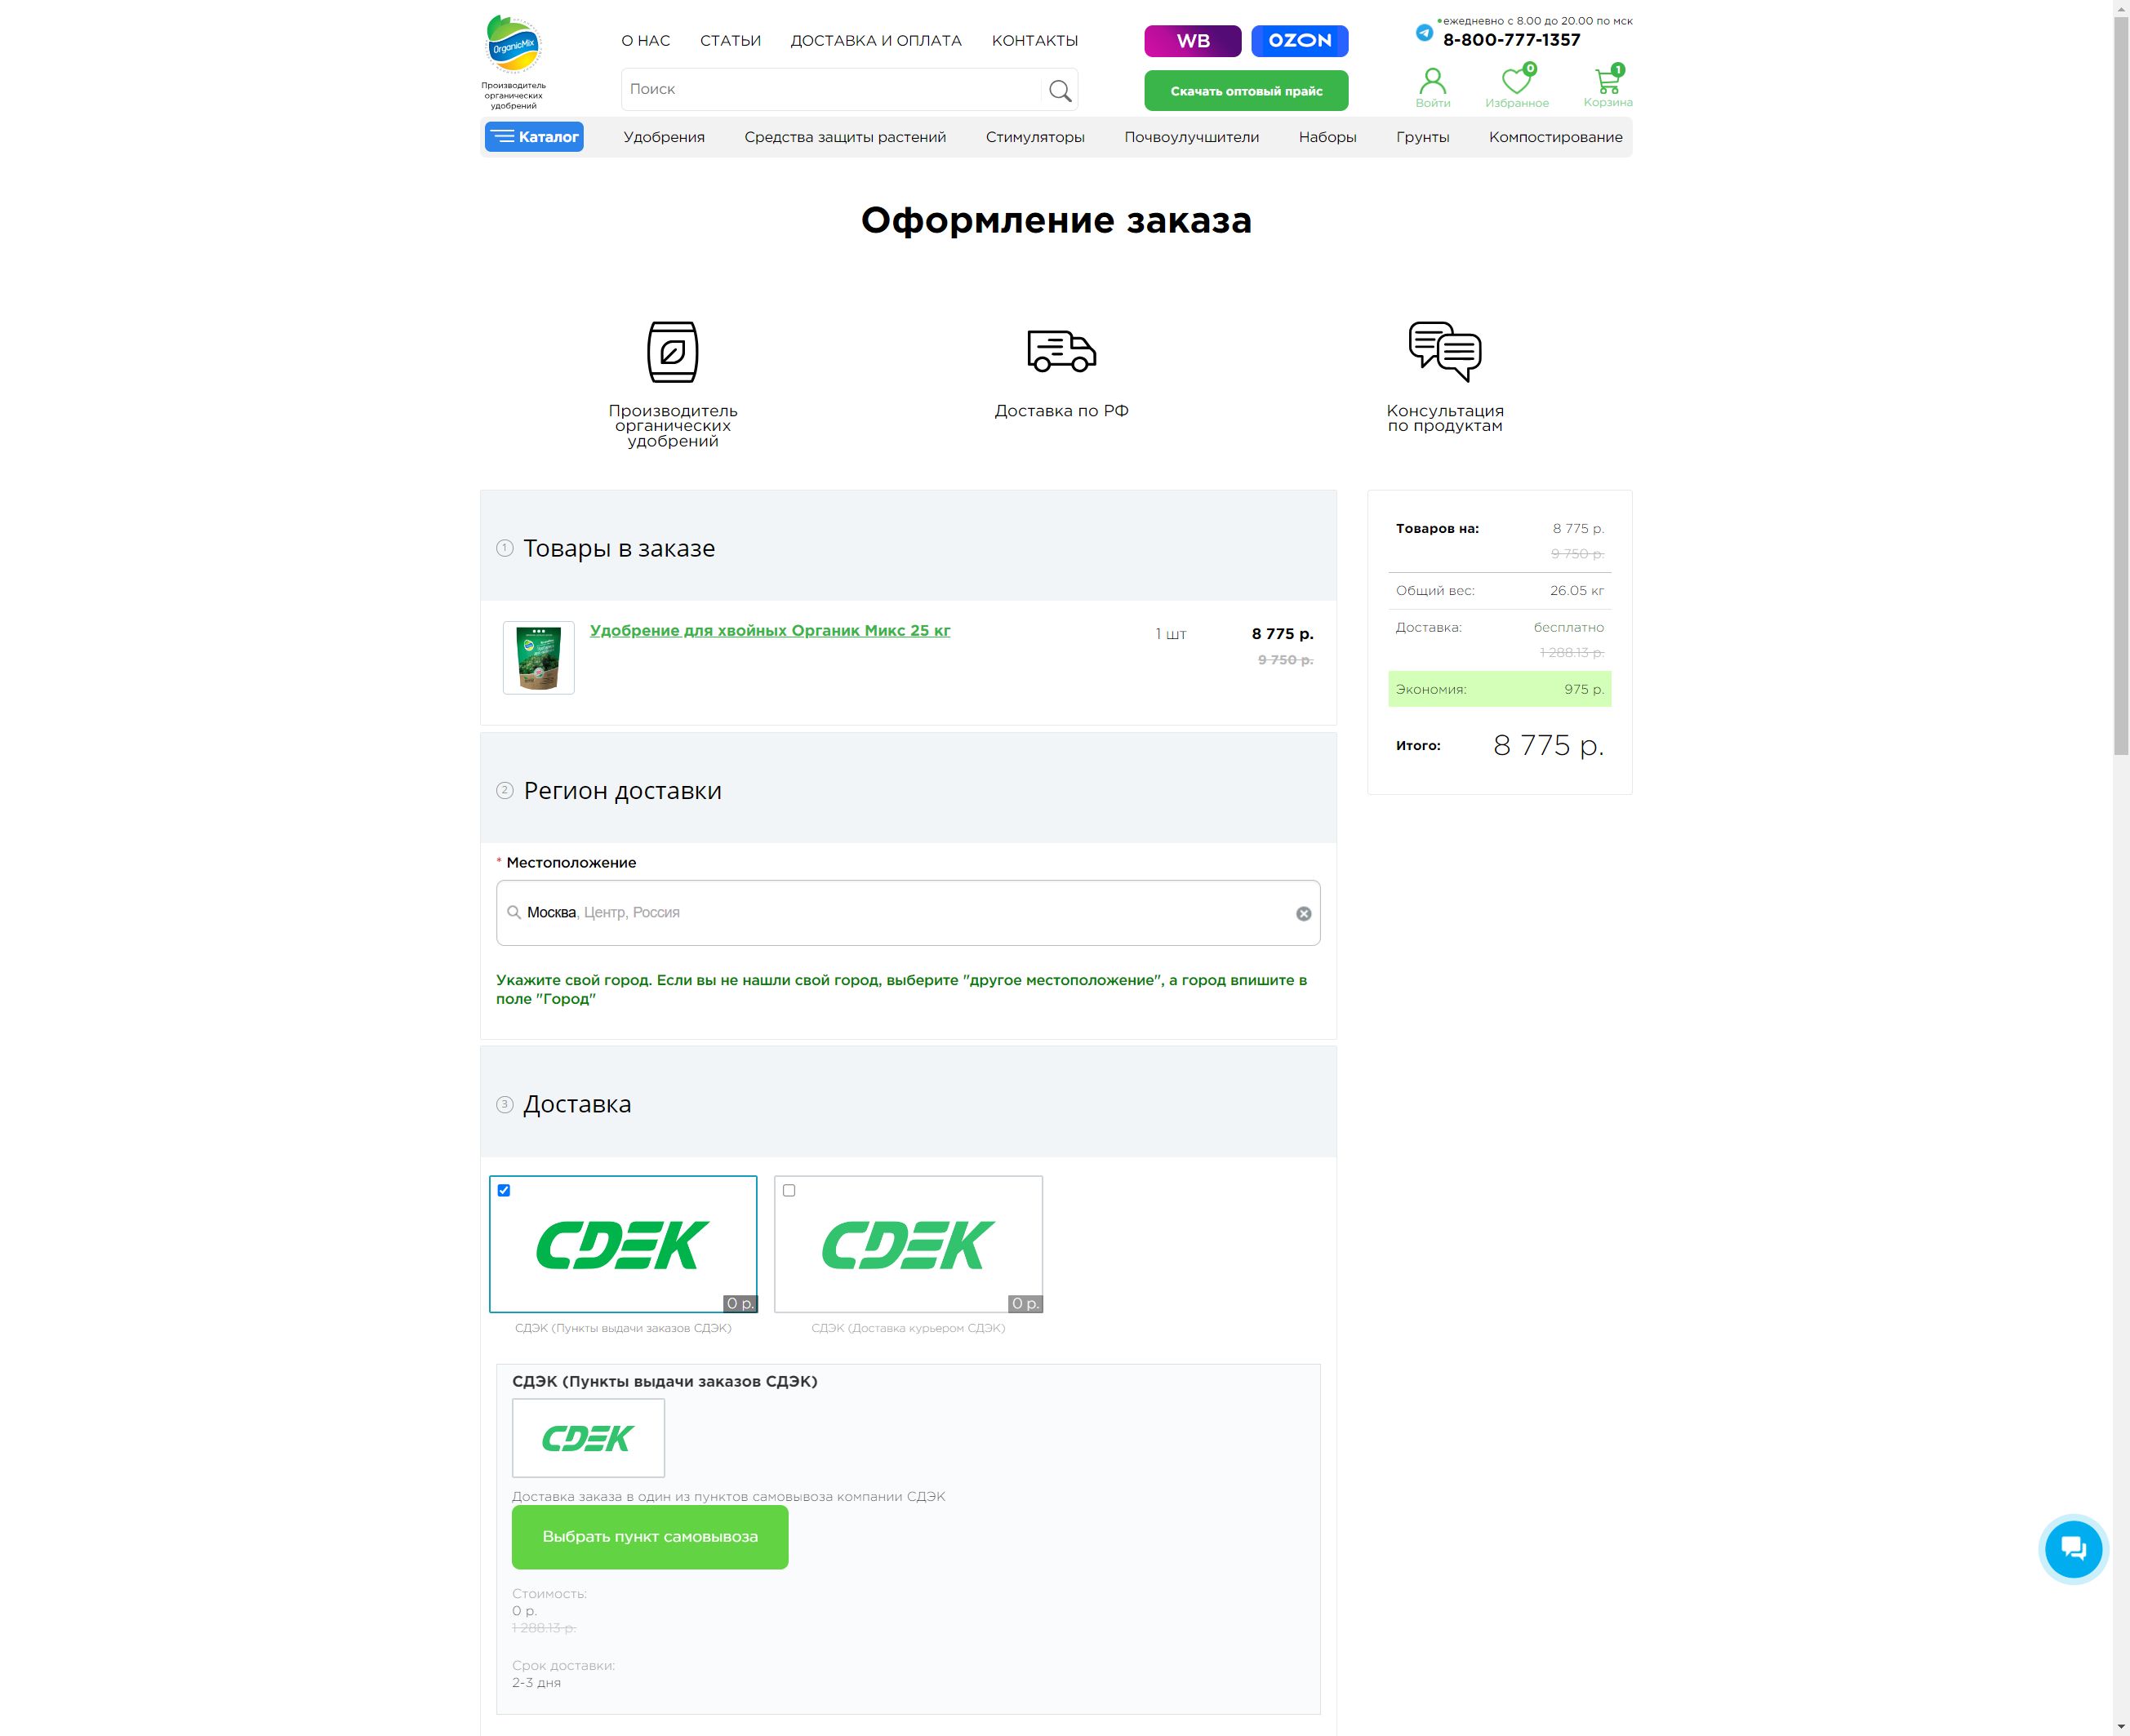 OrganicMix
Производитель
органических
удобрений
О НАС
СТАТЬИ
ДОСТАВКА И ОПЛАТА
КОНТАКТЫ
WB
OZON
ежедневно с 8.00 до 20.00 по мск
8-800-777-1357
Поиск
Скачать оптовый прайс
Войти
0
Избранное
1
Корзина
Каталог
Удобрения
Средства защиты растений
Стимуляторы
Почвоулучшители
Наборы
Грунты
Компостирование
Оформление заказа
Производитель
органических
удобрений
Доставка по РФ
Консультация
по продуктам
1 Товары в заказе
Удобрение для хвойных Органик Микс 25 кг
1 шт
8 775 р.
9 750 р.
Товаров на: 8 775 р.
9 750 р.
Общий вес: 26.05 кг
Доставка: бесплатно
1 288.13 р.
Экономия: 975 р.
Итого: 8 775 р.
2 Регион доставки
* Местоположение
Москва, Центр, Россия
Укажите свой город. Если вы не нашли свой город, выберите "другое местоположение", а город впишите в
поле "Город"
3 Доставка
CDEK
0 р.
СДЭК (Пункты выдачи заказов СДЭК)
CDEK
0 р.
СДЭК (Доставка курьером СДЭК)
СДЭК (Пункты выдачи заказов СДЭК)
CDEK
Доставка заказа в один из пунктов самовывоза компании СДЭК
Выбрать пункт самовывоза
Стоимость:
0 р.
1 288.13 р.
Срок доставки:
2-3 дня